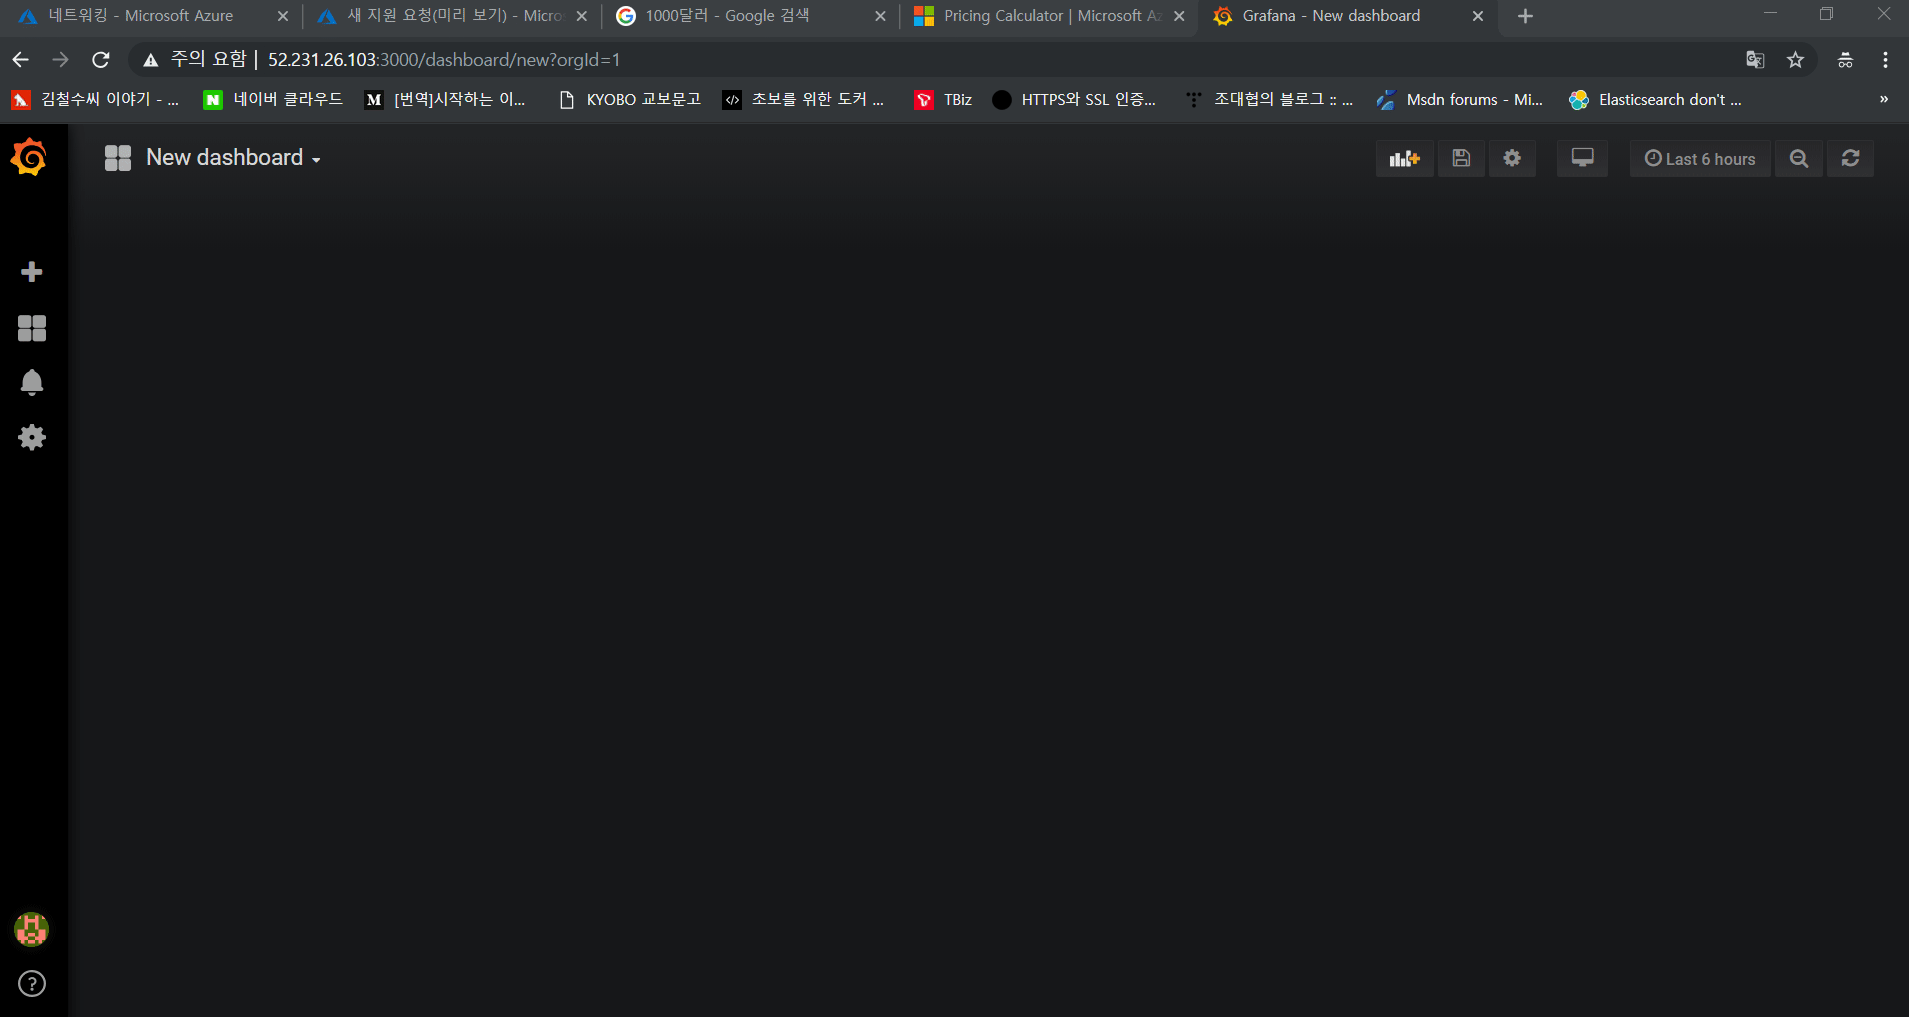 네트워킹 - Microsoft Azure
새 지원 요청(미리 보기) - Micros
1000달러 - Google 검색
Pricing Calculator | Microsoft Az
Grafana - New dashboard
주의 요함 | 52.231.26.103:3000/dashboard/new?orgId=1
김철수씨 이야기 - ...
N 네이버 클라우드
M [번역]시작하는 이...
KYOBO 교보문고
</> 초보를 위한 도커 ...
TBiz
HTTPS와 SSL 인증...
조대협의 블로그 :: ...
Msdn forums - Mi...
Elasticsearch don't ...
»
New dashboard
Last 6 hours
?